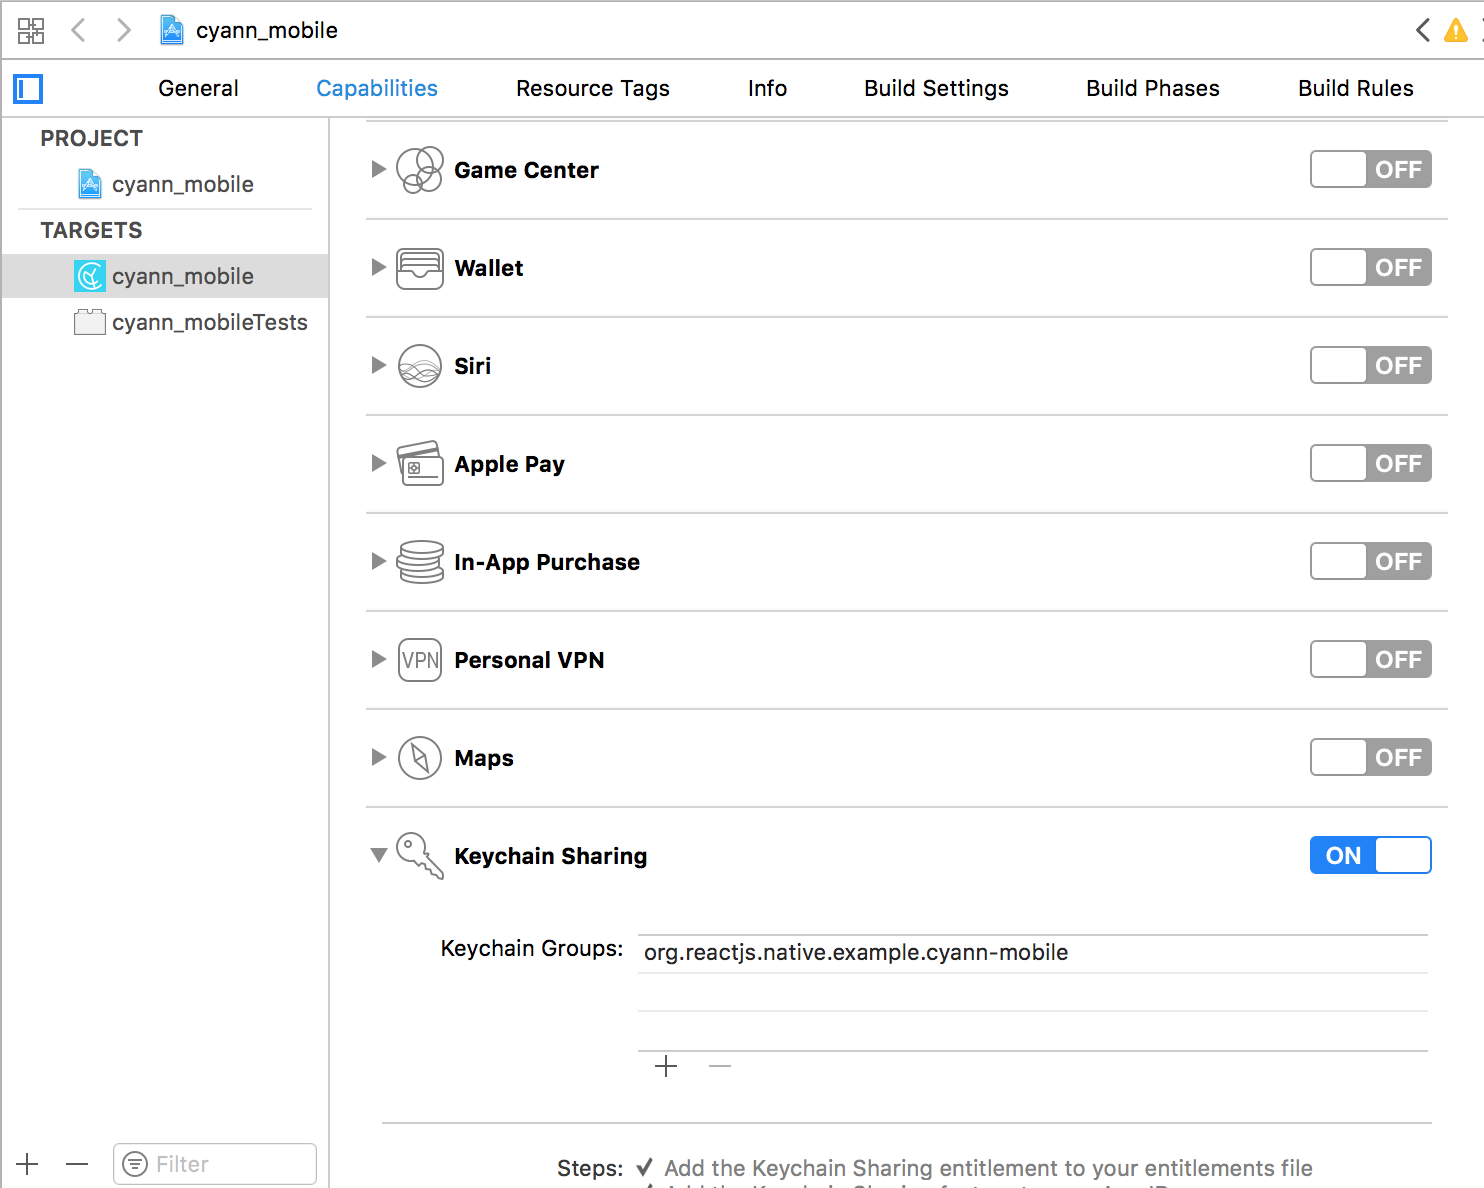 cyann_mobile
General Capabilities Resource Tags Info Build Settings Build Phases Build Rules
PROJECT
cyann_mobile
TARGETS
cyann_mobile
cyann_mobileTests
Game Center OFF
Wallet OFF
Siri OFF
Apple Pay OFF
In-App Purchase OFF
VPN Personal VPN OFF
Maps OFF
Keychain Sharing ON
Keychain Groups: org.reactjs.native.example.cyann-mobile
Filter
Steps: ✓ Add the Keychain Sharing entitlement to your entitlements file